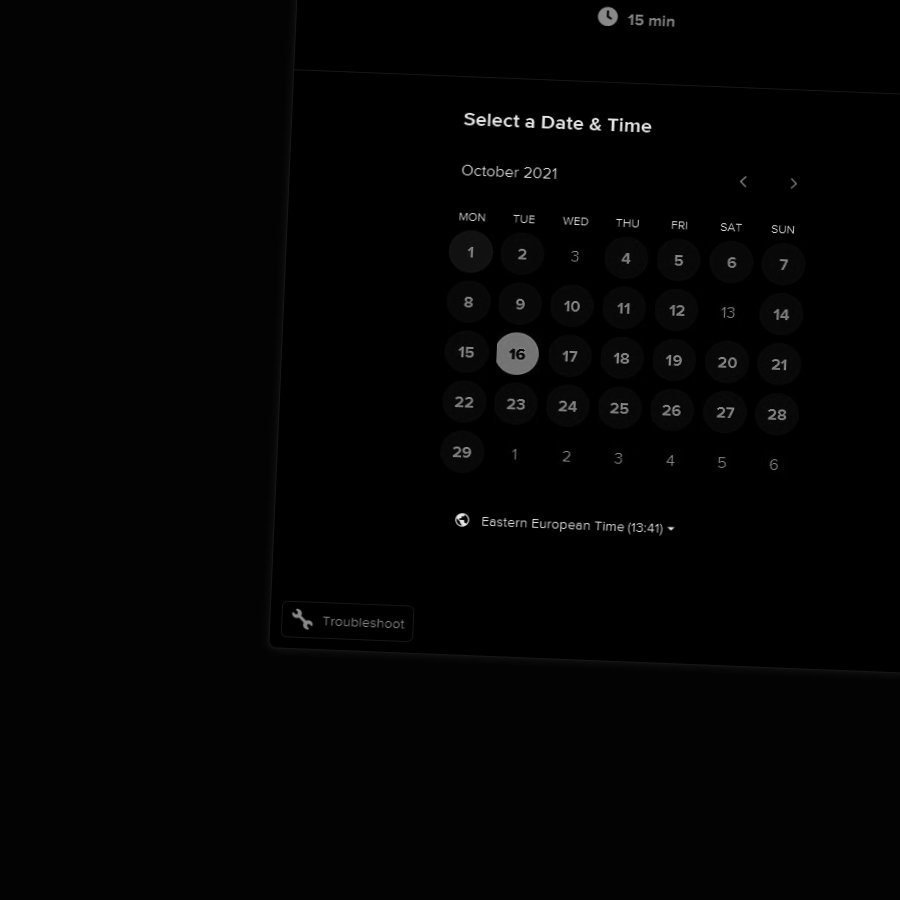 15 min
Select a Date & Time
October 2021
MON TUE WED THU FRI SAT SUN
1 2 3 4 5 6 7
8 9 10 11 12 13 14
15 16 17 18 19 20 21
22 23 24 25 26 27 28
29 1 2 3 4 5 6
Eastern European Time (13:41)
Troubleshoot